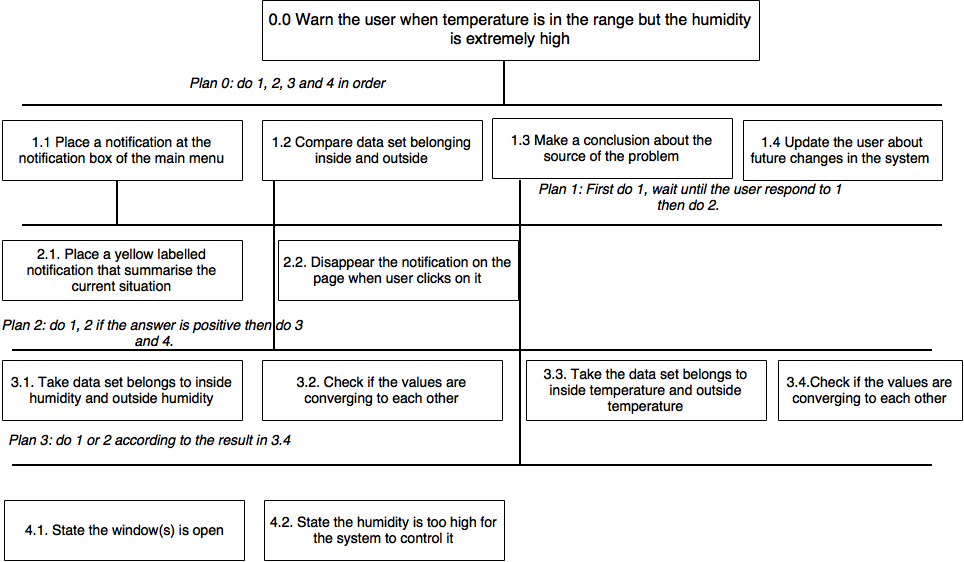 0.0 Warn the user when temperature is in the range but the humidity
is extremely high
Plan 0: do 1, 2, 3 and 4 in order
1.1 Place a notification at the
notification box of the main menu
1.2 Compare data set belonging
inside and outside
1.3 Make a conclusion about the
source of the problem
1.4 Update the user about
future changes in the system
Plan 1: First do 1, wait until the user respond to 1
then do 2.
2.1. Place a yellow labelled
notification that summarise the
current situation
2.2. Disappear the notification on the
page when user clicks on it
Plan 2: do 1, 2 if the answer is positive then do 3
and 4.
3.1. Take data set belongs to inside
humidity and outside humidity
3.2. Check if the values are
converging to each other
3.3. Take the data set belongs to
inside temperature and outside
temperature
3.4.Check if the values are
converging to each other
Plan 3: do 1 or 2 according to the result in 3.4
4.1. State the window(s) is open
4.2. State the humidity is too high for
the system to control it